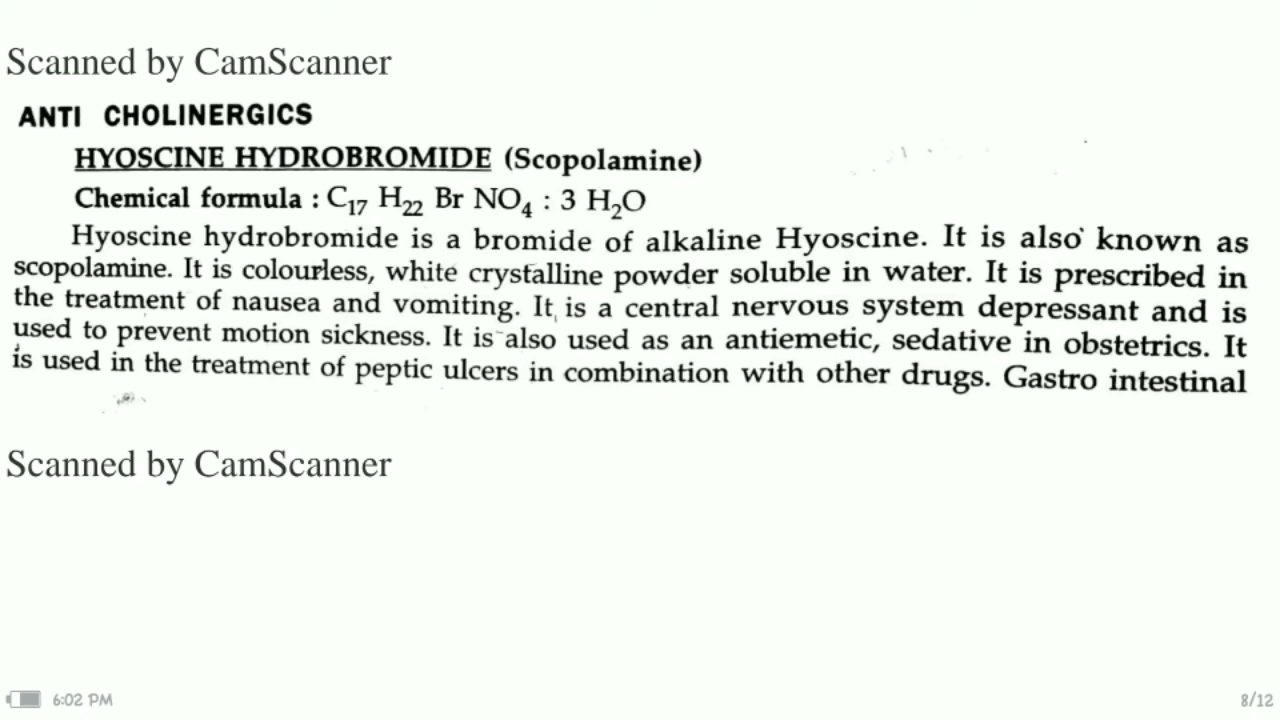 Scanned by CamScanner
ANTI CHOLINERGICS
HYOSCINE HYDROBROMIDE (Scopolamine)
Chemical formula : C₁₇ H₂₂ Br NO₄ : 3 H₂O
Hyoscine hydrobromide is a bromide of alkaline Hyoscine. It is also known as
scopolamine. It is colourless, white crystalline powder soluble in water. It is prescribed in
the treatment of nausea and vomiting. It is a central nervous system depressant and is
used to prevent motion sickness. It is also used as an antiemetic, sedative in obstetrics. It
is used in the treatment of peptic ulcers in combination with other drugs. Gastro intestinal
Scanned by CamScanner
6:02 PM
8/12